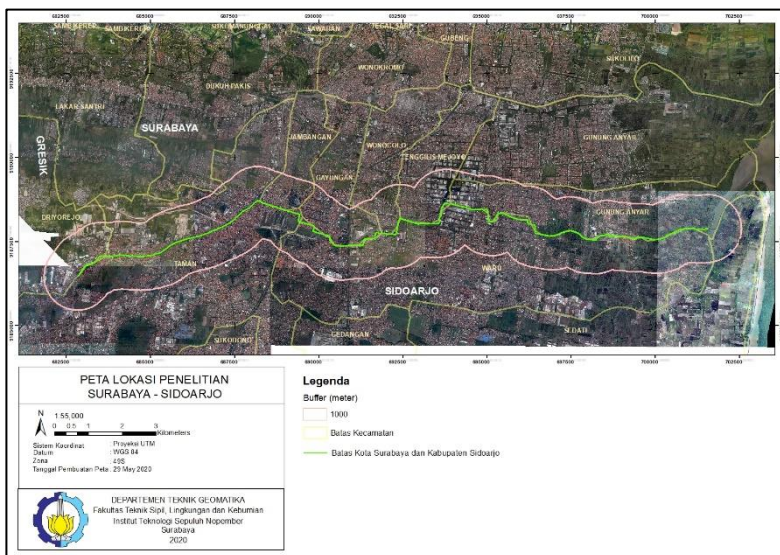 SURABAYA
GRESIK
LAKAR SANTRI
DUKUH PAKIS
WONOKROMO
GUBENG
SUKOLILO
JAMBANGAN
WONOCOLO
TENGGILIS MEJOYO
GUNUNG ANYAR
GAYUNGAN
DRIYOREJO
GUNUNG ANYAR
TAMAN
WARU
SIDOARJO
SUKODONO
GEDANGAN
SEDATI
PETA LOKASI PENELITIAN
SURABAYA - SIDOARJO
N
1:55,000
0 0.5 1 2 3
Kilometers
Sistem Koordinat : Proyeksi UTM
Datum : WGS 84
Zona : 49S
Tanggal Pembuatan Peta : 29 May 2020
DEPARTEMEN TEKNIK GEOMATIKA
Fakultas Teknik Sipil, Lingkungan dan Kebumian
Institut Teknologi Sepuluh Nopember
Surabaya
2020
Legenda
Buffer (meter)
1000
Batas Kecamatan
Batas Kota Surabaya dan Kabupaten Sidoarjo